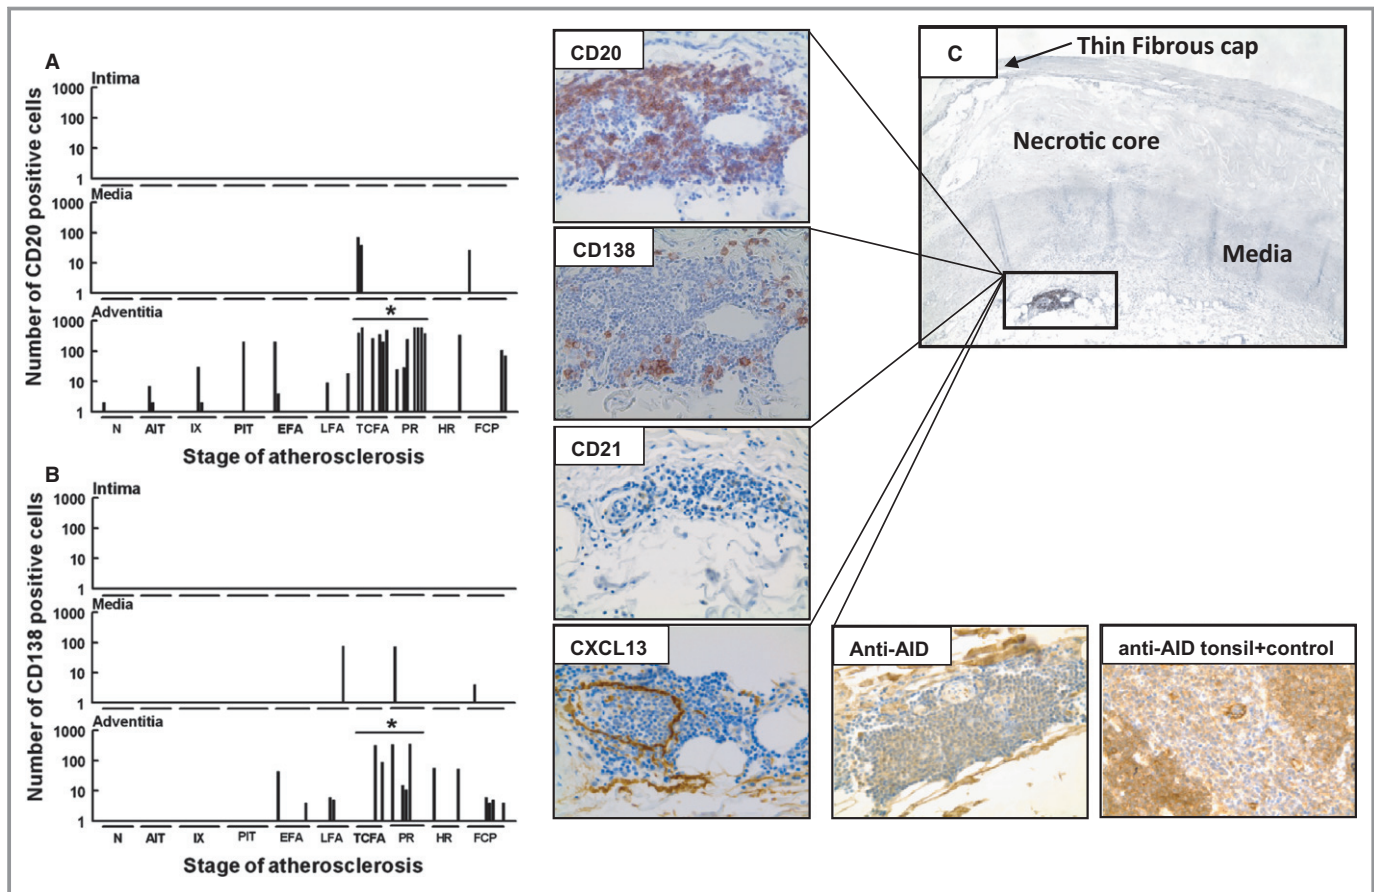 A
Number of CD20 positive cells
Intima
1000
100
10
1
Media
1000
100
10
1
Adventitia
*
1000
100
10
1
N AIT IX PIT EFA LFA TCFA PR HR FCP
Stage of atherosclerosis
B
Number of CD138 positive cells
Intima
1000
100
10
1
Media
1000
100
10
1
Adventitia
*
1000
100
10
1
N AIT IX PIT EFA LFA TCFA PR HR FCP
Stage of atherosclerosis
CD20
CD138
CD21
CXCL13
C
Thin Fibrous cap
Necrotic core
Media
Anti-AID
anti-AID tonsil+control